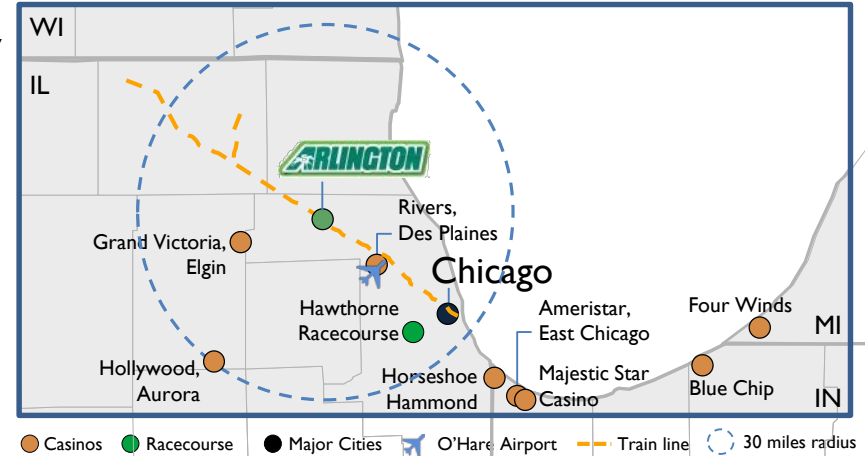 WI
IL
ARLINGTON
Rivers,
Des Plaines
Grand Victoria,
Elgin
Chicago
Hawthorne
Racecourse
Ameristar,
East Chicago
Four Winds
MI
Hollywood,
Aurora
Horseshoe
Hammond
Majestic Star
Casino
Blue Chip
IN
Casinos
Racecourse
Major Cities
O'Hare Airport
Train line
30 miles radius